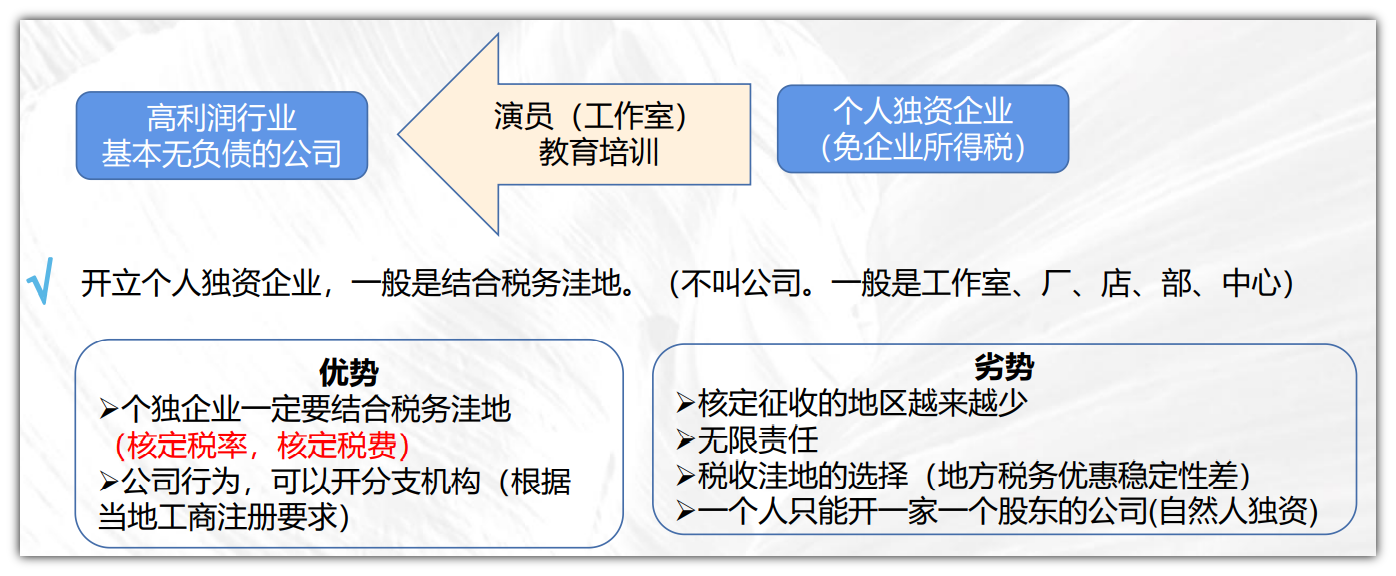 高利润行业
基本无负债的公司
演员（工作室）
教育培训
个人独资企业
（免企业所得税）
√ 开立个人独资企业，一般是结合税务洼地。（不叫公司。一般是工作室、厂、店、部、中心）
优势
➢个独企业一定要结合税务洼地
（核定税率，核定税费）
➢公司行为，可以开分支机构（根据
当地工商注册要求）
劣势
➢核定征收的地区越来越少
➢无限责任
➢税收洼地的选择（地方税务优惠稳定性差）
➢一个人只能开一家一个股东的公司(自然人独资)